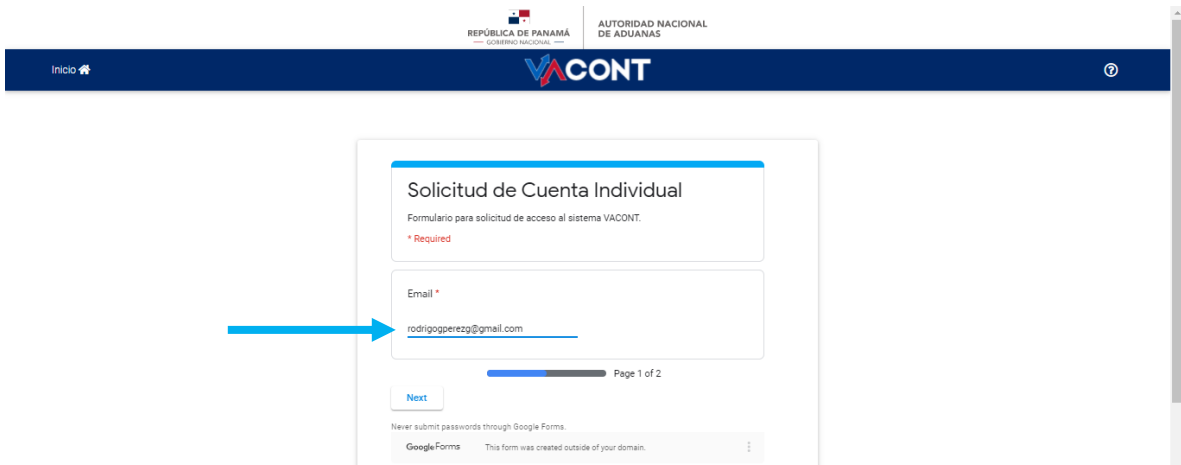 REPÚBLICA DE PANAMÁ
— GOBIERNO NACIONAL —
AUTORIDAD NACIONAL
DE ADUANAS
Inicio
VACONT
Solicitud de Cuenta Individual
Formulario para solicitud de acceso al sistema VACONT.
* Required
Email *
rodrigogperezg@gmail.com
Page 1 of 2
Next
Never submit passwords through Google Forms.
Google Forms This form was created outside of your domain.